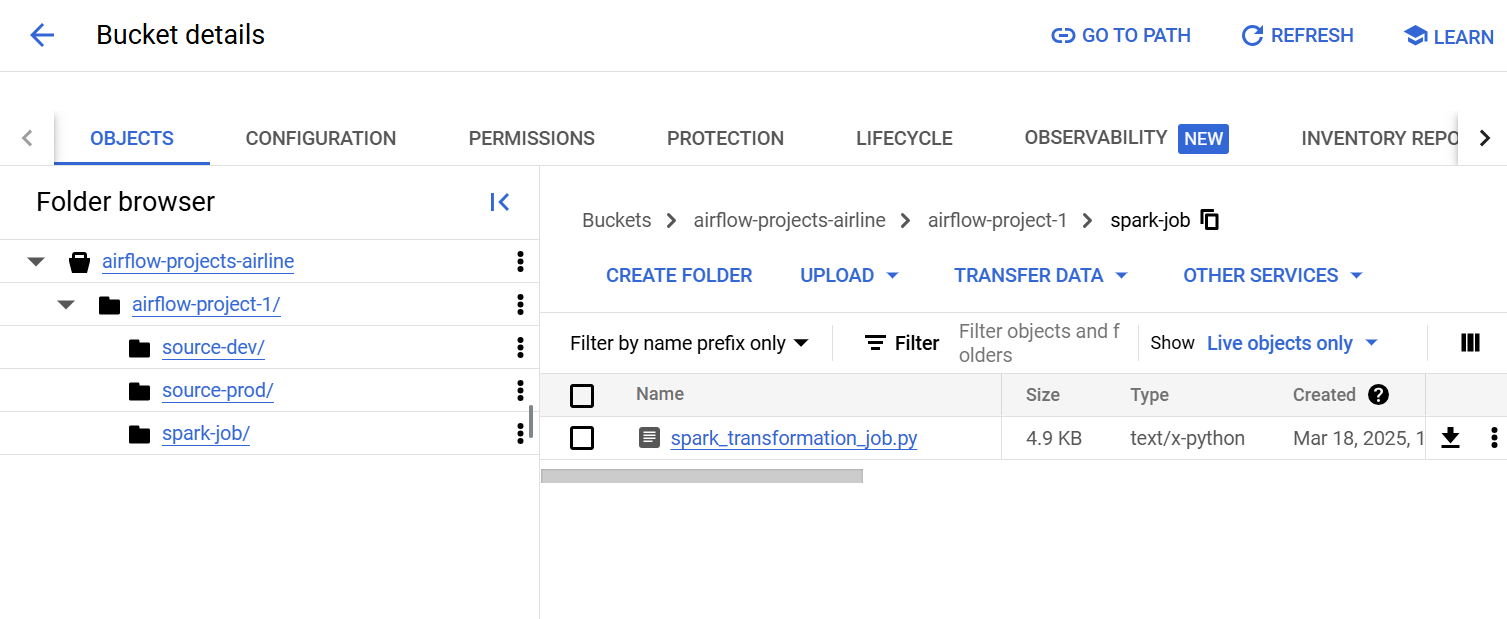 Bucket details
GO TO PATH
REFRESH
LEARN
OBJECTS
CONFIGURATION
PERMISSIONS
PROTECTION
LIFECYCLE
OBSERVABILITY NEW
INVENTORY REPO
Folder browser
airflow-projects-airline
airflow-project-1/
source-dev/
source-prod/
spark-job/
Buckets airflow-projects-airline airflow-project-1 spark-job
CREATE FOLDER
UPLOAD
TRANSFER DATA
OTHER SERVICES
Filter by name prefix only
Filter
Filter objects and f
olders
Show Live objects only
Name Size Type Created ?
spark_transformation_job.py 4.9 KB text/x-python Mar 18, 2025, 1